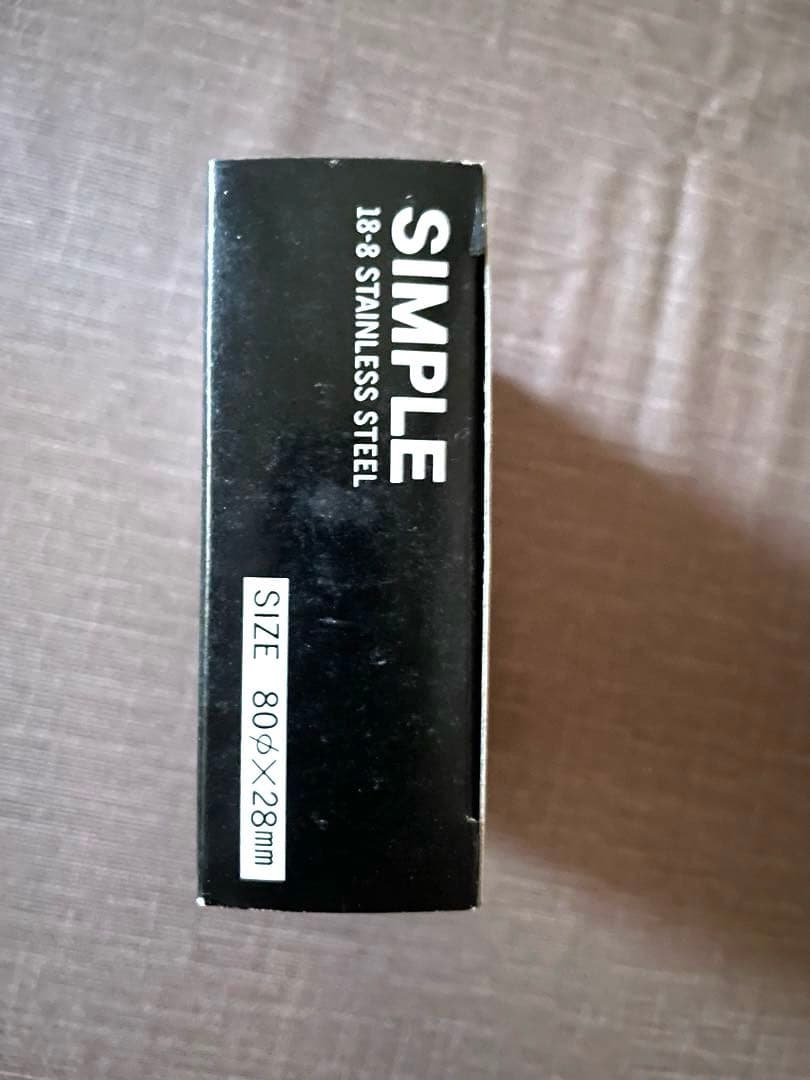 SIMPLE
18-8 STAINLESS STEEL
SIZE 80φ×28mm